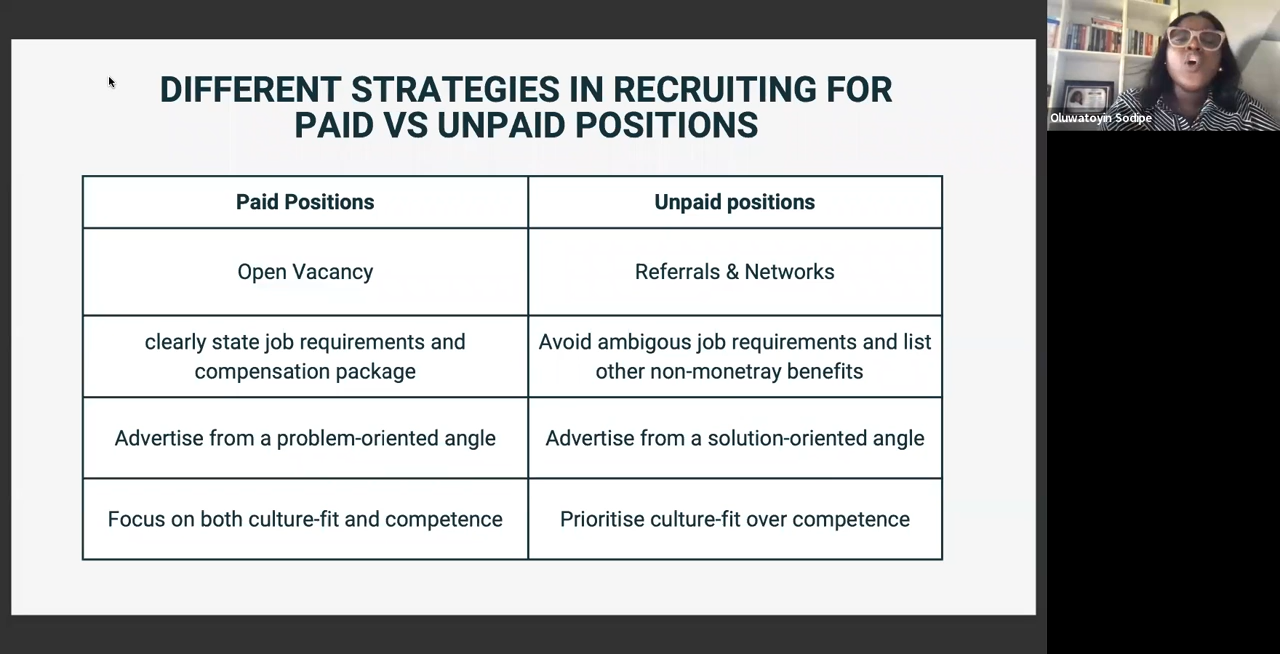 DIFFERENT STRATEGIES IN RECRUITING FOR
PAID VS UNPAID POSITIONS
Paid Positions
Unpaid positions
Open Vacancy
Referrals & Networks
clearly state job requirements and
compensation package
Avoid ambigous job requirements and list
other non-monetray benefits
Advertise from a problem-oriented angle
Advertise from a solution-oriented angle
Focus on both culture-fit and competence
Prioritise culture-fit over competence
Oluwatoyin Sodipe